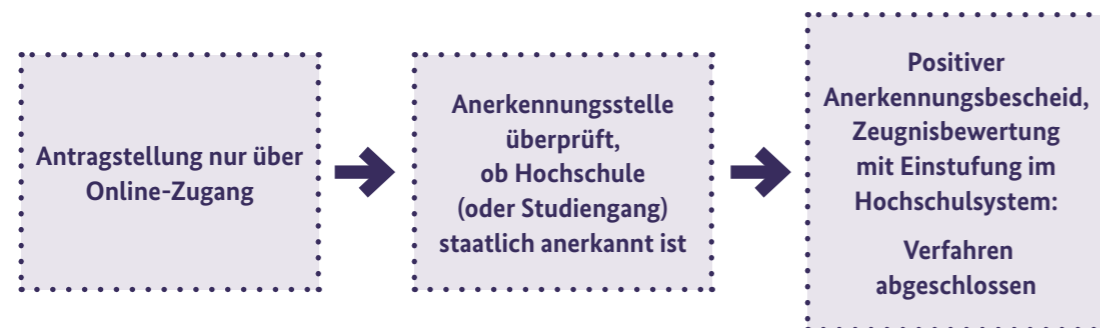 Antragstellung nur über
Online-Zugang
Anerkennungsstelle
überprüft,
ob Hochschule
(oder Studiengang)
staatlich anerkannt ist
Positiver
Anerkennungsbescheid,
Zeugnisbewertung
mit Einstufung im
Hochschulsystem:
Verfahren
abgeschlossen